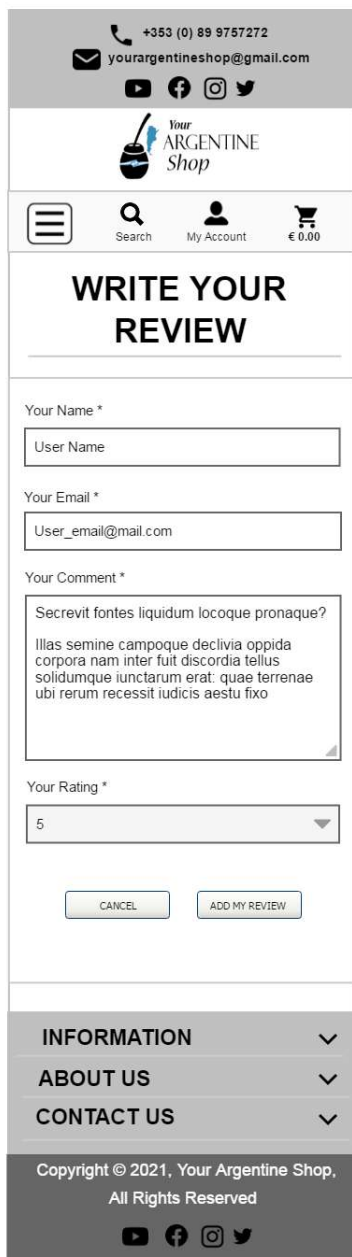 +353 (0) 89 9757272
yourargentineshop@gmail.com
Your
ARGENTINE
Shop
Search My Account € 0.00
WRITE YOUR
REVIEW
Your Name *
User Name
Your Email *
User_email@mail.com
Your Comment *
Secrevit fontes liquidum locoque pronaque?
Illas semine campoque declivia oppida
corpora nam inter fuit discordia tellus
solidumque iunctarum erat: quae terrenae
ubi rerum recessit iudicis aestu fixo
Your Rating *
5
CANCEL ADD MY REVIEW
INFORMATION
ABOUT US
CONTACT US
Copyright © 2021, Your Argentine Shop,
All Rights Reserved